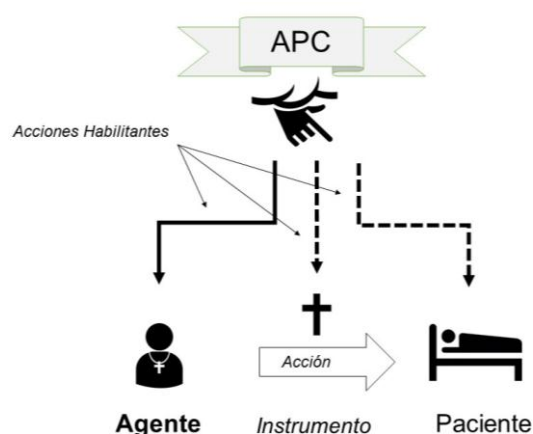 APC
Acciones Habilitantes
Acción
Agente
Instrumento
Paciente